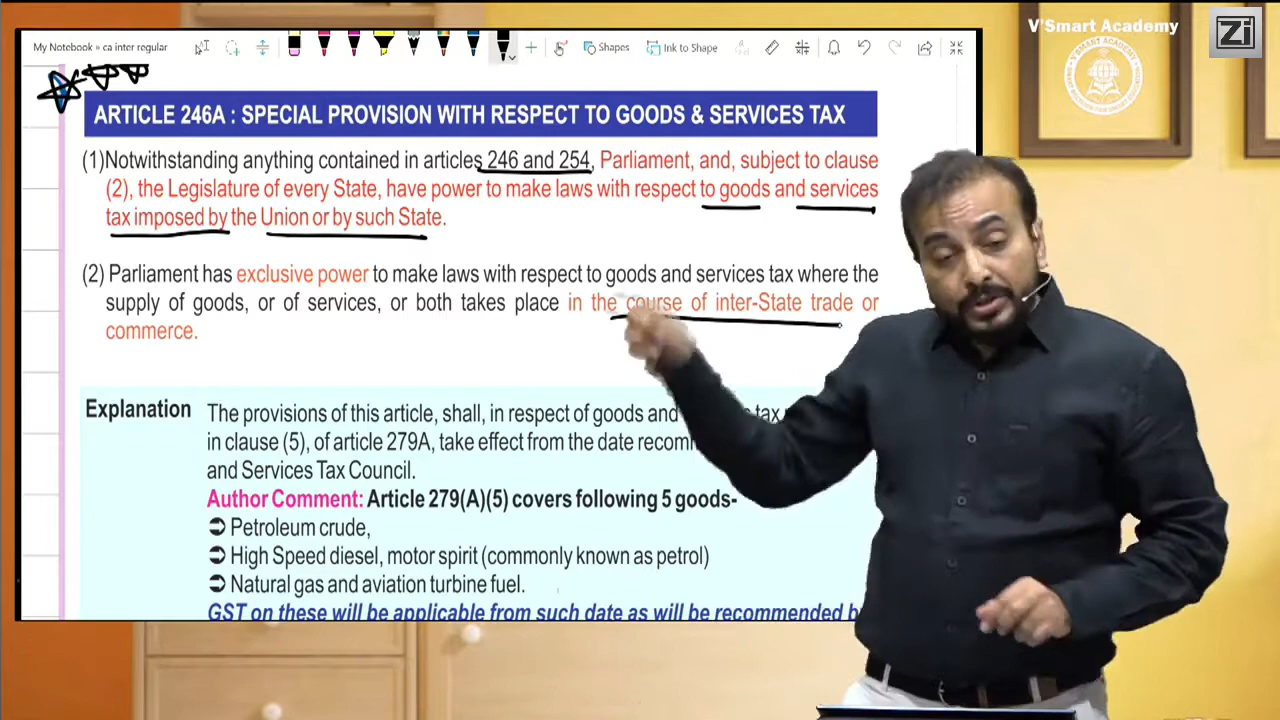 V'Smart Academy
Zi
My Notebook » ca inter regular
Shapes
Ink to Shape
ARTICLE 246A : SPECIAL PROVISION WITH RESPECT TO GOODS & SERVICES TAX
(1)Notwithstanding anything contained in articles 246 and 254, Parliament, and, subject to clause
(2), the Legislature of every State, have power to make laws with respect to goods and services
tax imposed by the Union or by such State.
(2) Parliament has exclusive power to make laws with respect to goods and services tax where the
supply of goods, or of services, or both takes place in the course of inter-State trade or
commerce.
Explanation
The provisions of this article, shall, in respect of goods and tax
in clause (5), of article 279A, take effect from the date
and Services Tax Council.
Author Comment: Article 279(A)(5) covers following 5 goods-
➲ Petroleum crude,
➲ High Speed diesel, motor spirit (commonly known as petrol)
➲ Natural gas and aviation turbine fuel.
GST on these will be applicable from such date as will be recommended